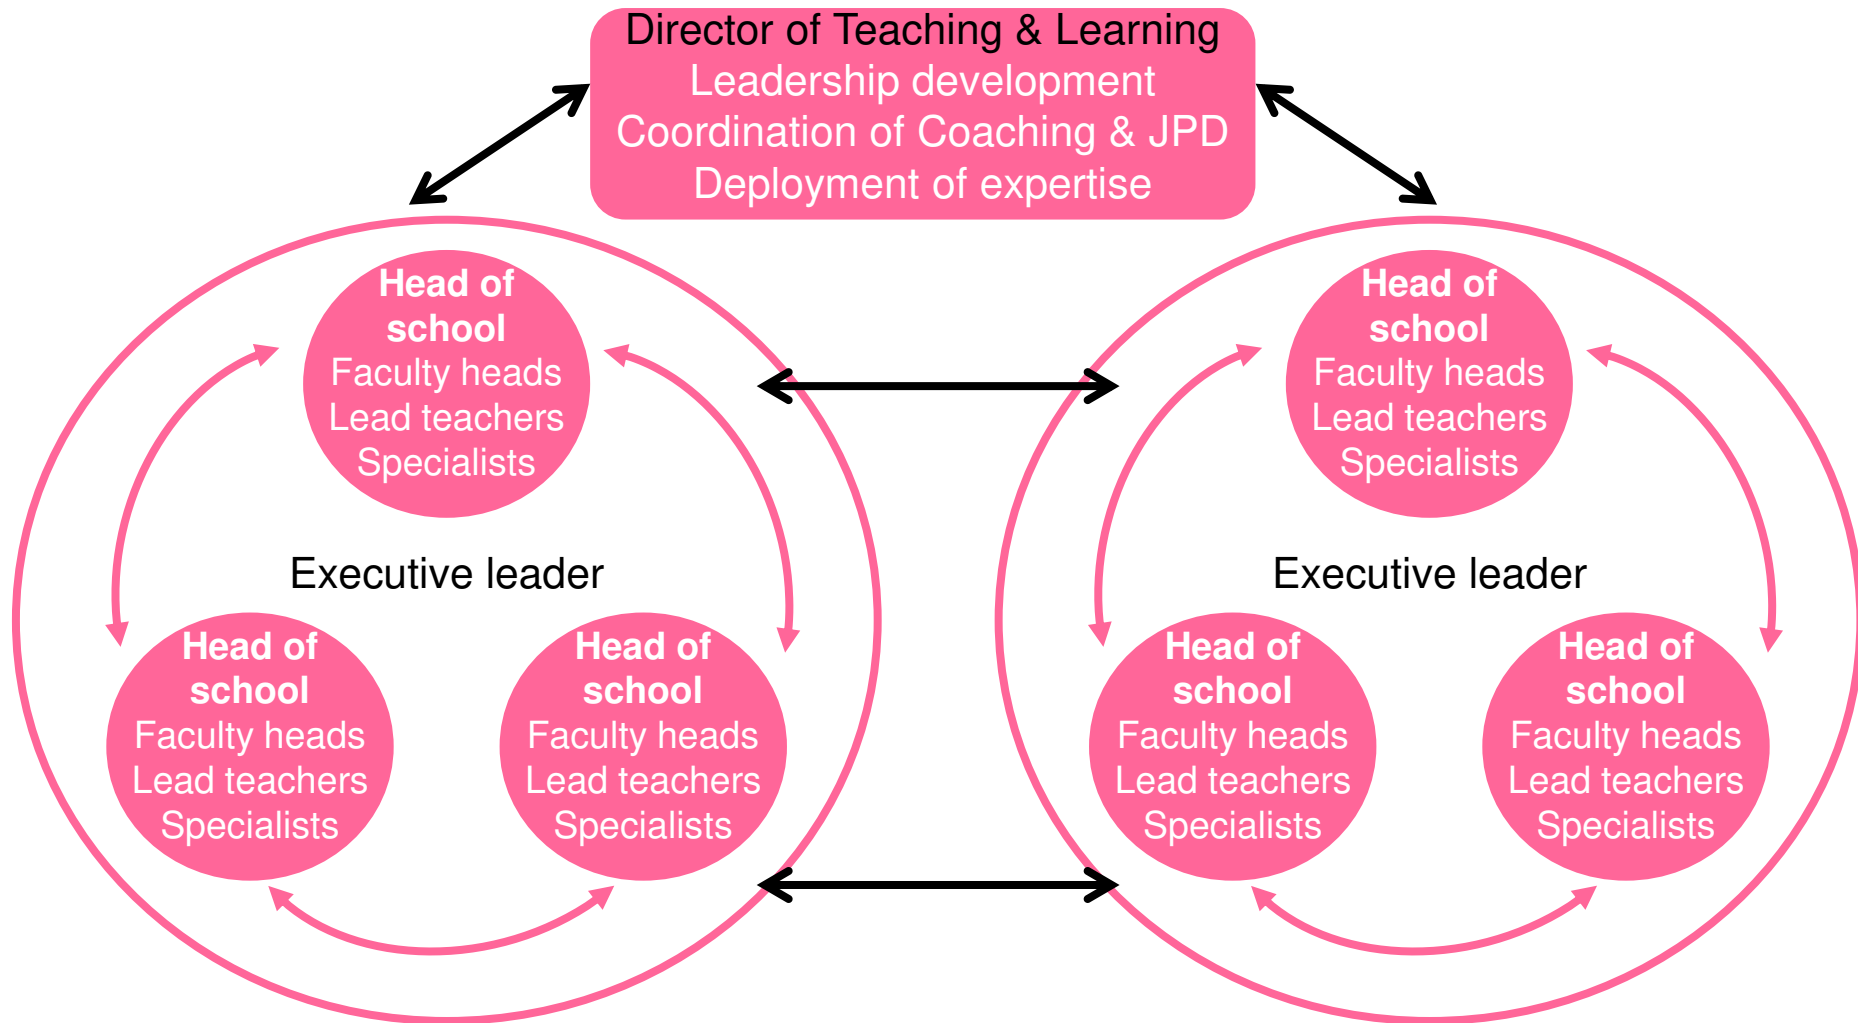 Director of Teaching & Learning
Leadership development
Coordination of Coaching & JPD
Deployment of expertise
Head of
school
Faculty heads
Lead teachers
Specialists
Executive leader
Head of
school
Faculty heads
Lead teachers
Specialists
Head of
school
Faculty heads
Lead teachers
Specialists
Head of
school
Faculty heads
Lead teachers
Specialists
Executive leader
Head of
school
Faculty heads
Lead teachers
Specialists
Head of
school
Faculty heads
Lead teachers
Specialists